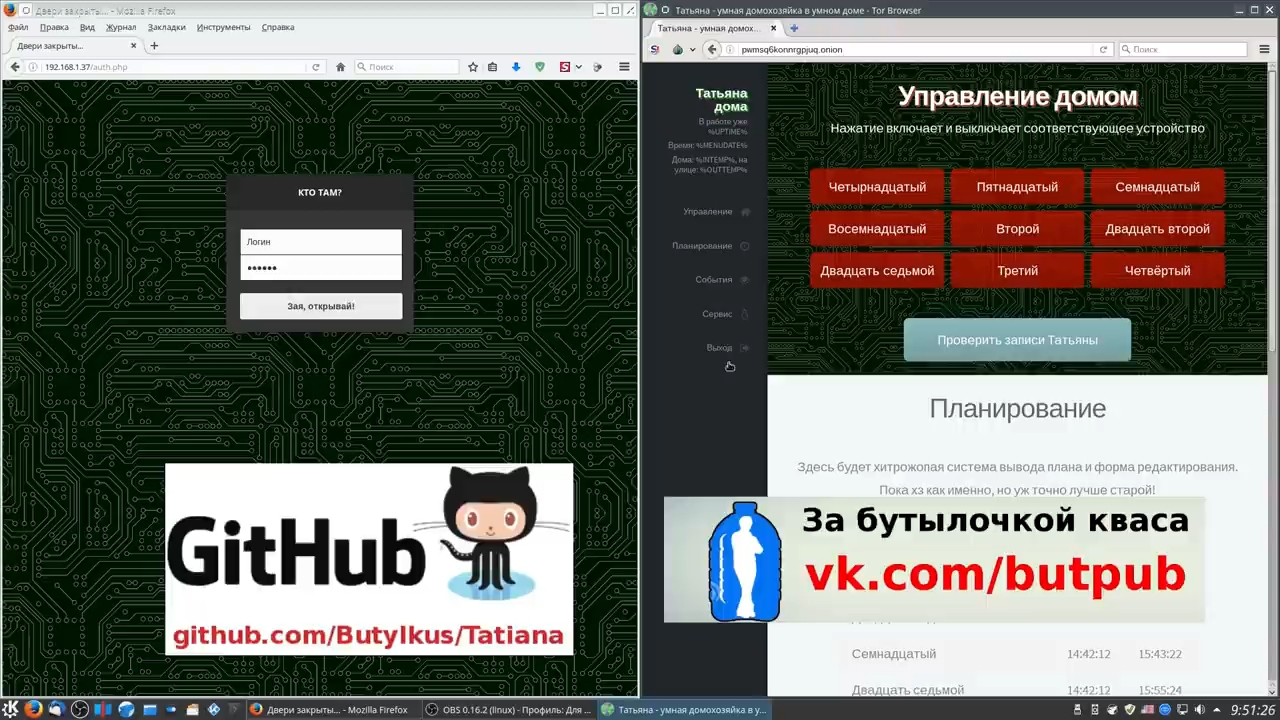 Двери закрыты... - Mozilla Firefox
Файл Правка Вид Журнал Закладки Инструменты Справка
Двери закрыты...
192.168.1.37/auth.php
Поиск
КТО ТАМ?
Логин
••••••
Зая, открывай!
GitHub
github.com/Butylkus/Tatiana
Татьяна - умная домохозяйка в умном доме - Tor Browser
Татьяна - умная домох...
pwmsq6konnrgpjuq.onion
Поиск
Татьяна
дома
В работе уже
%UPTIME%
Время: %MENUDATE%
Дома: %INTEMP%, на
улице: %OUTTEMP%
Управление
Планирование
События
Сервис
Выход
Управление домом
Нажатие включает и выключает соответствующее устройство
Четырнадцатый Пятнадцатый Семнадцатый
Восемнадцатый Второй Двадцать второй
Двадцать седьмой Третий Четвёртый
Проверить записи Татьяны
Планирование
Здесь будет хитрожопая система вывода плана и форма редактирования.
Пока хз как именно, но уж точно лучше старой!
За бутылочкой кваса
vk.com/butpub
Семнадцатый 14:42:12 15:43:22
Двадцать седьмой 14:42:12 15:55:24
Двери закрыты... - Mozilla Firefox
OBS 0.16.2 (linux) - Профиль: Для ...
Татьяна - умная домохозяйка в у...
9:51:26